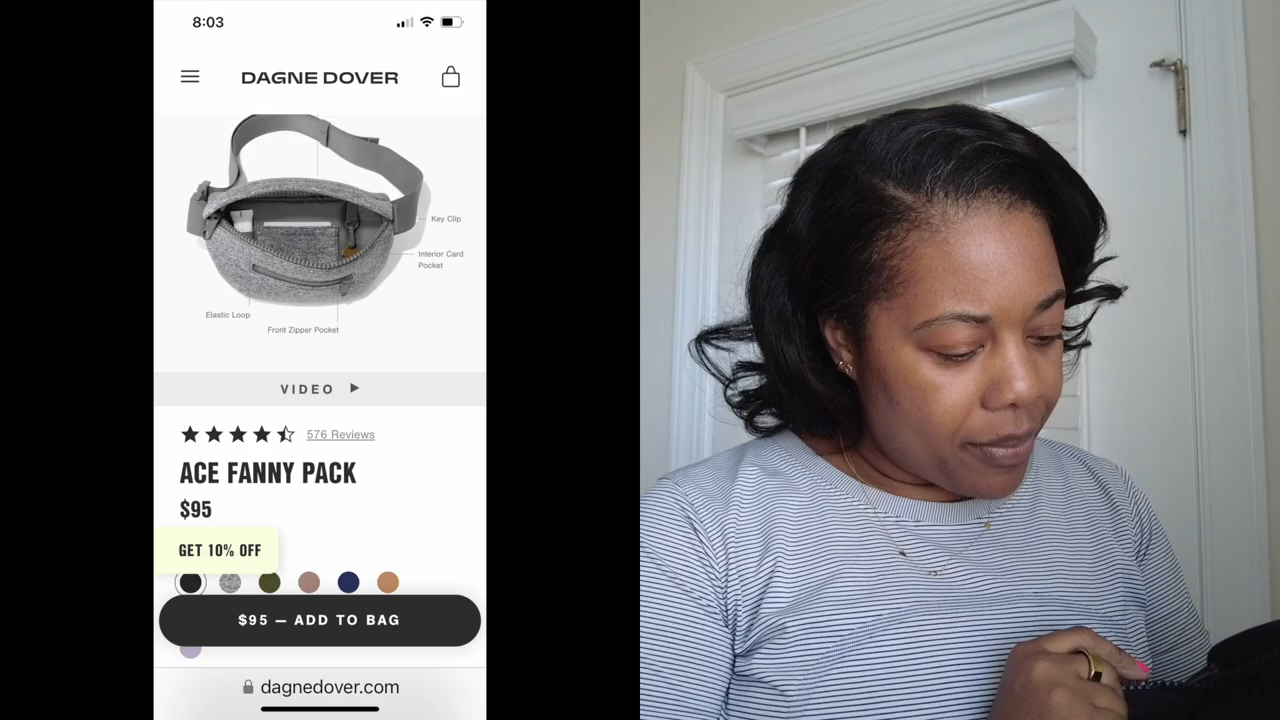 8:03
DAGNE DOVER
Key Clip
Interior Card
Pocket
Elastic Loop
Front Zipper Pocket
VIDEO
576 Reviews
ACE FANNY PACK
$95
GET 10% OFF
$95 — ADD TO BAG
dagnedover.com